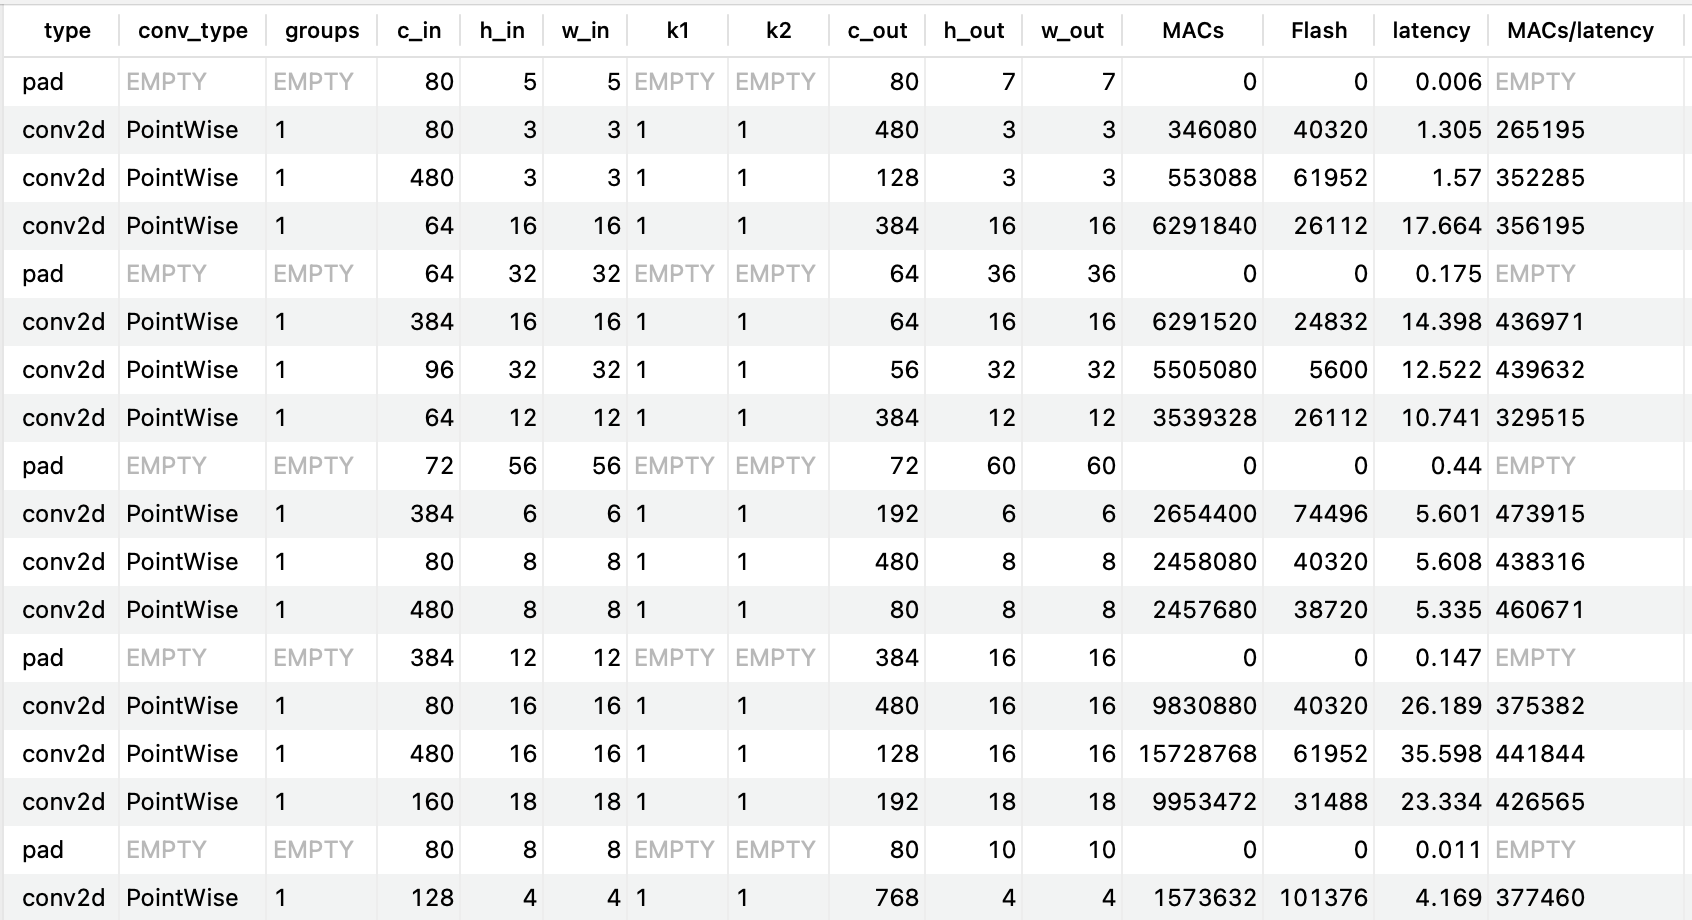 type conv_type groups c_in h_in w_in k1 k2 c_out h_out w_out MACs Flash latency MACs/latency
pad EMPTY EMPTY 80 5 5 EMPTY EMPTY 80 7 7 0 0 0.006 EMPTY
conv2d PointWise 1 80 3 3 1 1 480 3 3 346080 40320 1.305 265195
conv2d PointWise 1 480 3 3 1 1 128 3 3 553088 61952 1.57 352285
conv2d PointWise 1 64 16 16 1 1 384 16 16 6291840 26112 17.664 356195
pad EMPTY EMPTY 64 32 32 EMPTY EMPTY 64 36 36 0 0 0.175 EMPTY
conv2d PointWise 1 384 16 16 1 1 64 16 16 6291520 24832 14.398 436971
conv2d PointWise 1 96 32 32 1 1 56 32 32 5505080 5600 12.522 439632
conv2d PointWise 1 64 12 12 1 1 384 12 12 3539328 26112 10.741 329515
pad EMPTY EMPTY 72 56 56 EMPTY EMPTY 72 60 60 0 0 0.44 EMPTY
conv2d PointWise 1 384 6 6 1 1 192 6 6 2654400 74496 5.601 473915
conv2d PointWise 1 80 8 8 1 1 480 8 8 2458080 40320 5.608 438316
conv2d PointWise 1 480 8 8 1 1 80 8 8 2457680 38720 5.335 460671
pad EMPTY EMPTY 384 12 12 EMPTY EMPTY 384 16 16 0 0 0.147 EMPTY
conv2d PointWise 1 80 16 16 1 1 480 16 16 9830880 40320 26.189 375382
conv2d PointWise 1 480 16 16 1 1 128 16 16 15728768 61952 35.598 441844
conv2d PointWise 1 160 18 18 1 1 192 18 18 9953472 31488 23.334 426565
pad EMPTY EMPTY 80 8 8 EMPTY EMPTY 80 10 10 0 0 0.011 EMPTY
conv2d PointWise 1 128 4 4 1 1 768 4 4 1573632 101376 4.169 377460